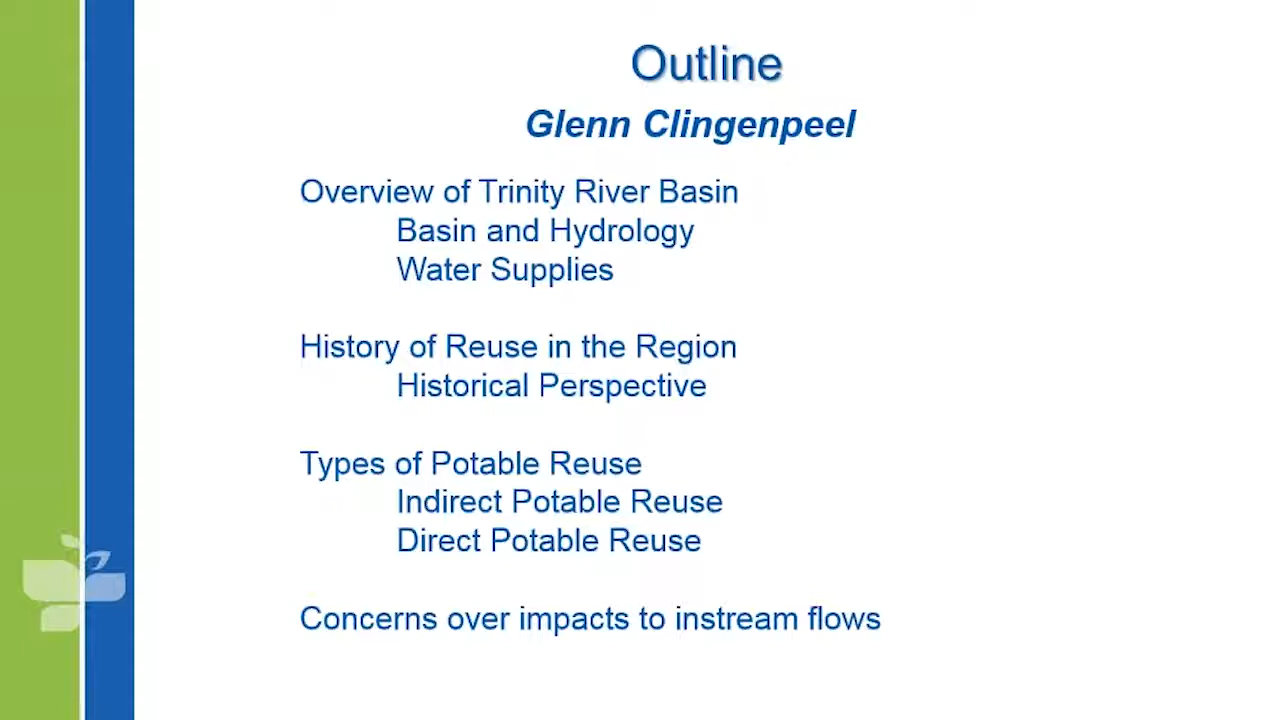 Outline
Glenn Clingenpeel
Overview of Trinity River Basin
Basin and Hydrology
Water Supplies
History of Reuse in the Region
Historical Perspective
Types of Potable Reuse
Indirect Potable Reuse
Direct Potable Reuse
Concerns over impacts to instream flows